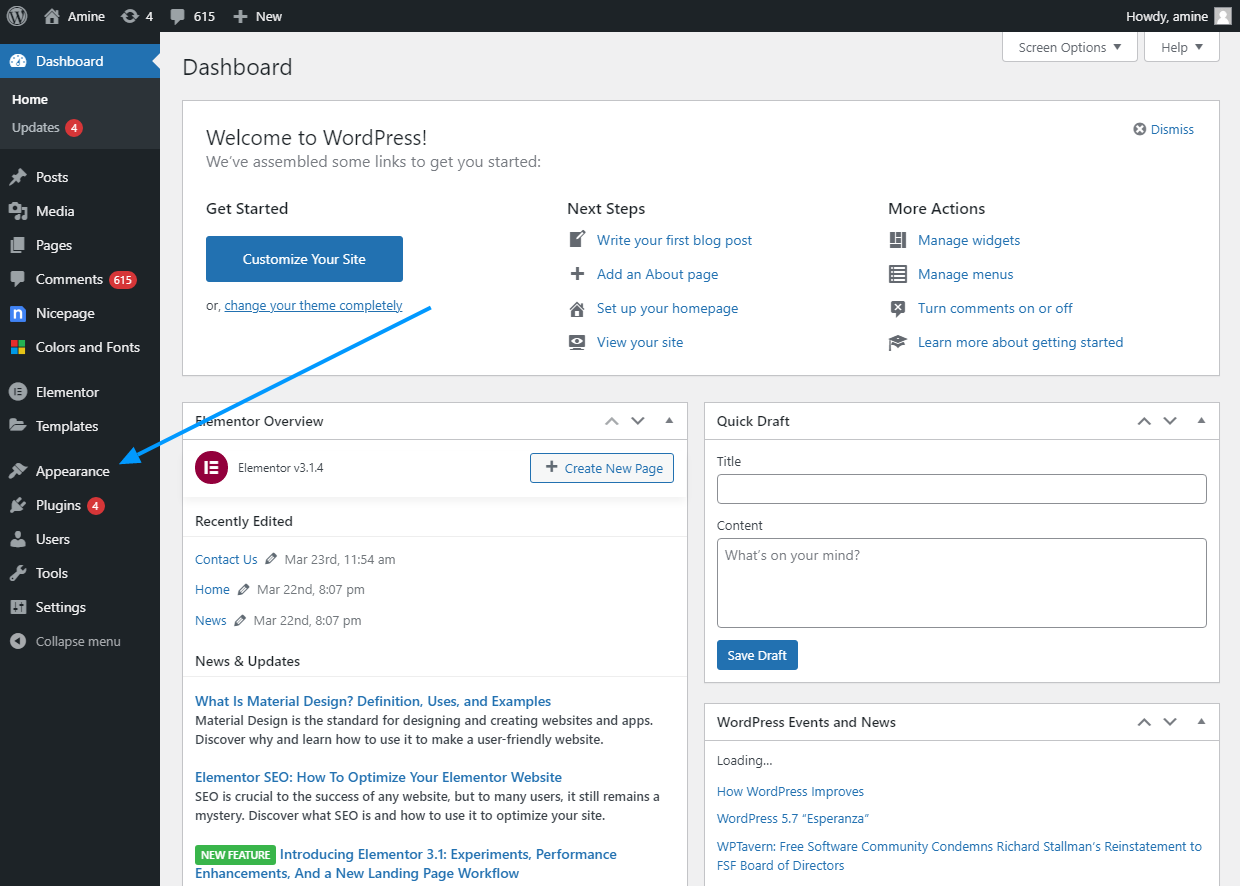 Amine 4 615 New Howdy, amine
Dashboard
Home
Updates 4
Posts
Media
Pages
Comments 615
Nicepage
Colors and Fonts
Elementor
Templates
Appearance
Plugins 4
Users
Tools
Settings
Collapse menu
Screen Options Help
Dashboard
Welcome to WordPress!
We've assembled some links to get you started:
Dismiss
Get Started
Customize Your Site
or, change your theme completely
Next Steps
Write your first blog post
Add an About page
Set up your homepage
View your site
More Actions
Manage widgets
Manage menus
Turn comments on or off
Learn more about getting started
Elementor Overview
Elementor v3.1.4
Create New Page
Recently Edited
Contact Us Mar 23rd, 11:54 am
Home Mar 22nd, 8:07 pm
News Mar 22nd, 8:07 pm
News & Updates
What Is Material Design? Definition, Uses, and Examples
Material Design is the standard for designing and creating websites and apps.
Discover why and learn how to use it to make a user-friendly website.
Elementor SEO: How To Optimize Your Elementor Website
SEO is crucial to the success of any website, but to many users, it still remains a
mystery. Discover what SEO is and how to use it to optimize your site.
NEW FEATURE Introducing Elementor 3.1: Experiments, Performance
Enhancements, And a New Landing Page Workflow
Quick Draft
Title
Content
What's on your mind?
Save Draft
WordPress Events and News
Loading…
How WordPress Improves
WordPress 5.7 “Esperanza”
WPTavern: Free Software Community Condemns Richard Stallman's Reinstatement to
FSF Board of Directors